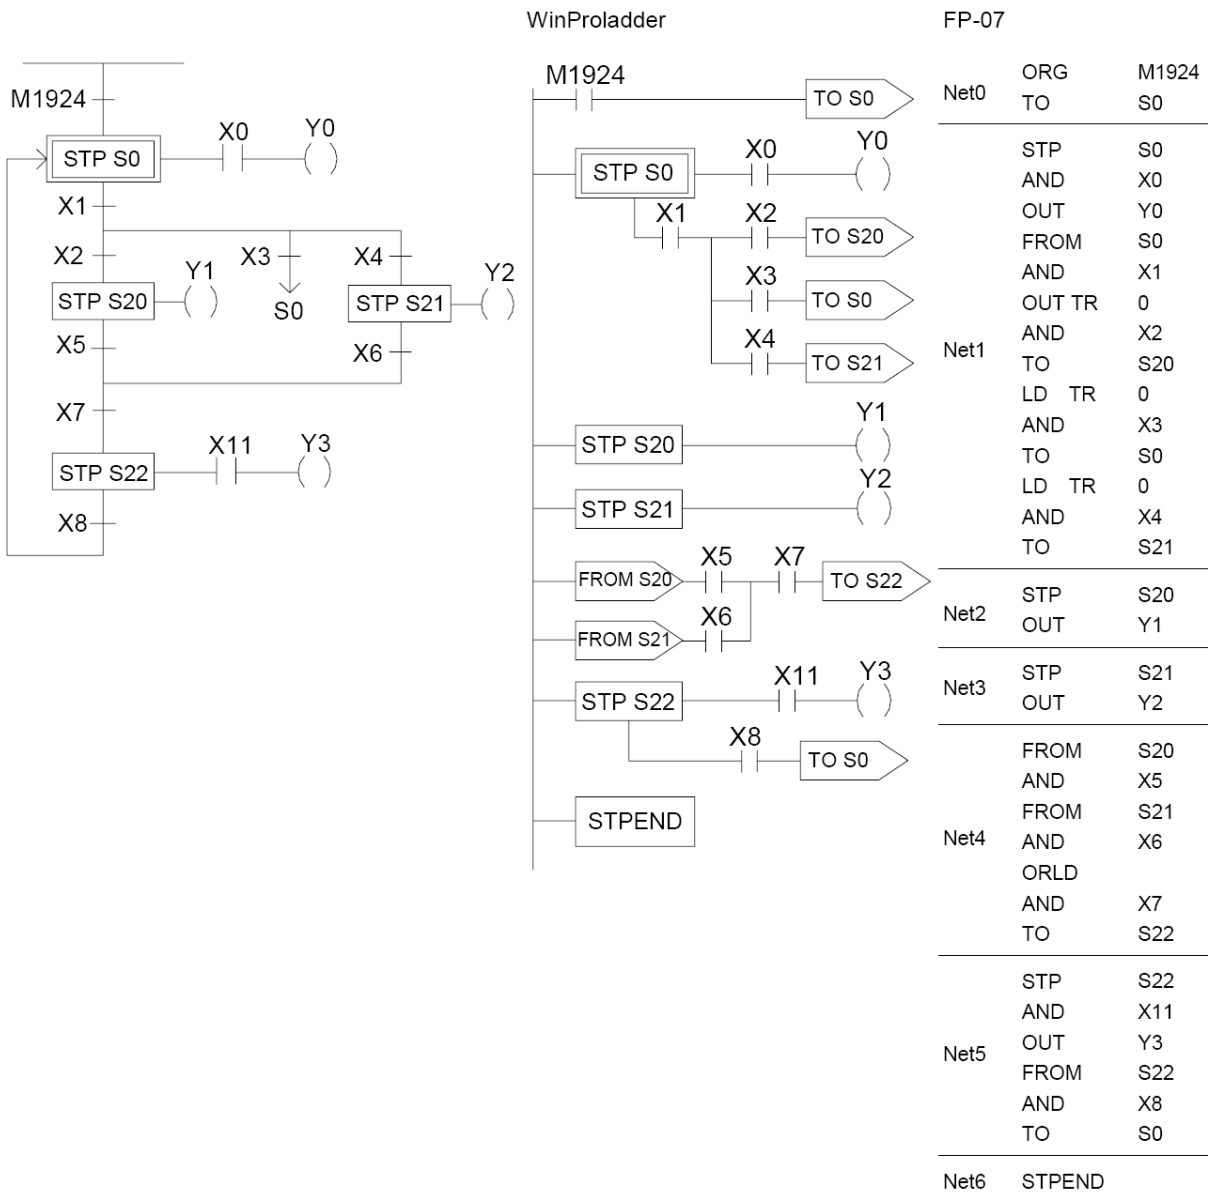 WinProladder
FP-07
M1924
STP S0
X0
Y0
X1
X2
X3
X4
S0
STP S20
Y1
STP S21
Y2
X5
X6
X7
STP S22
X11
Y3
X8
M1924
TO S0
STP S0
X0
Y0
X1
X2
TO S20
X3
TO S0
X4
TO S21
STP S20
Y1
STP S21
Y2
FROM S20
X5
X7
TO S22
FROM S21
X6
STP S22
X11
Y3
X8
TO S0
STPEND
Net0
ORG M1924
TO S0
Net1
STP S0
AND X0
OUT Y0
FROM S0
AND X1
OUT TR 0
AND X2
TO S20
LD TR 0
AND X3
TO S0
LD TR 0
AND X4
TO S21
Net2
STP S20
OUT Y1
Net3
STP S21
OUT Y2
Net4
FROM S20
AND X5
FROM S21
AND X6
ORLD
AND X7
TO S22
Net5
STP S22
AND X11
OUT Y3
FROM S22
AND X8
TO S0
Net6 STPEND